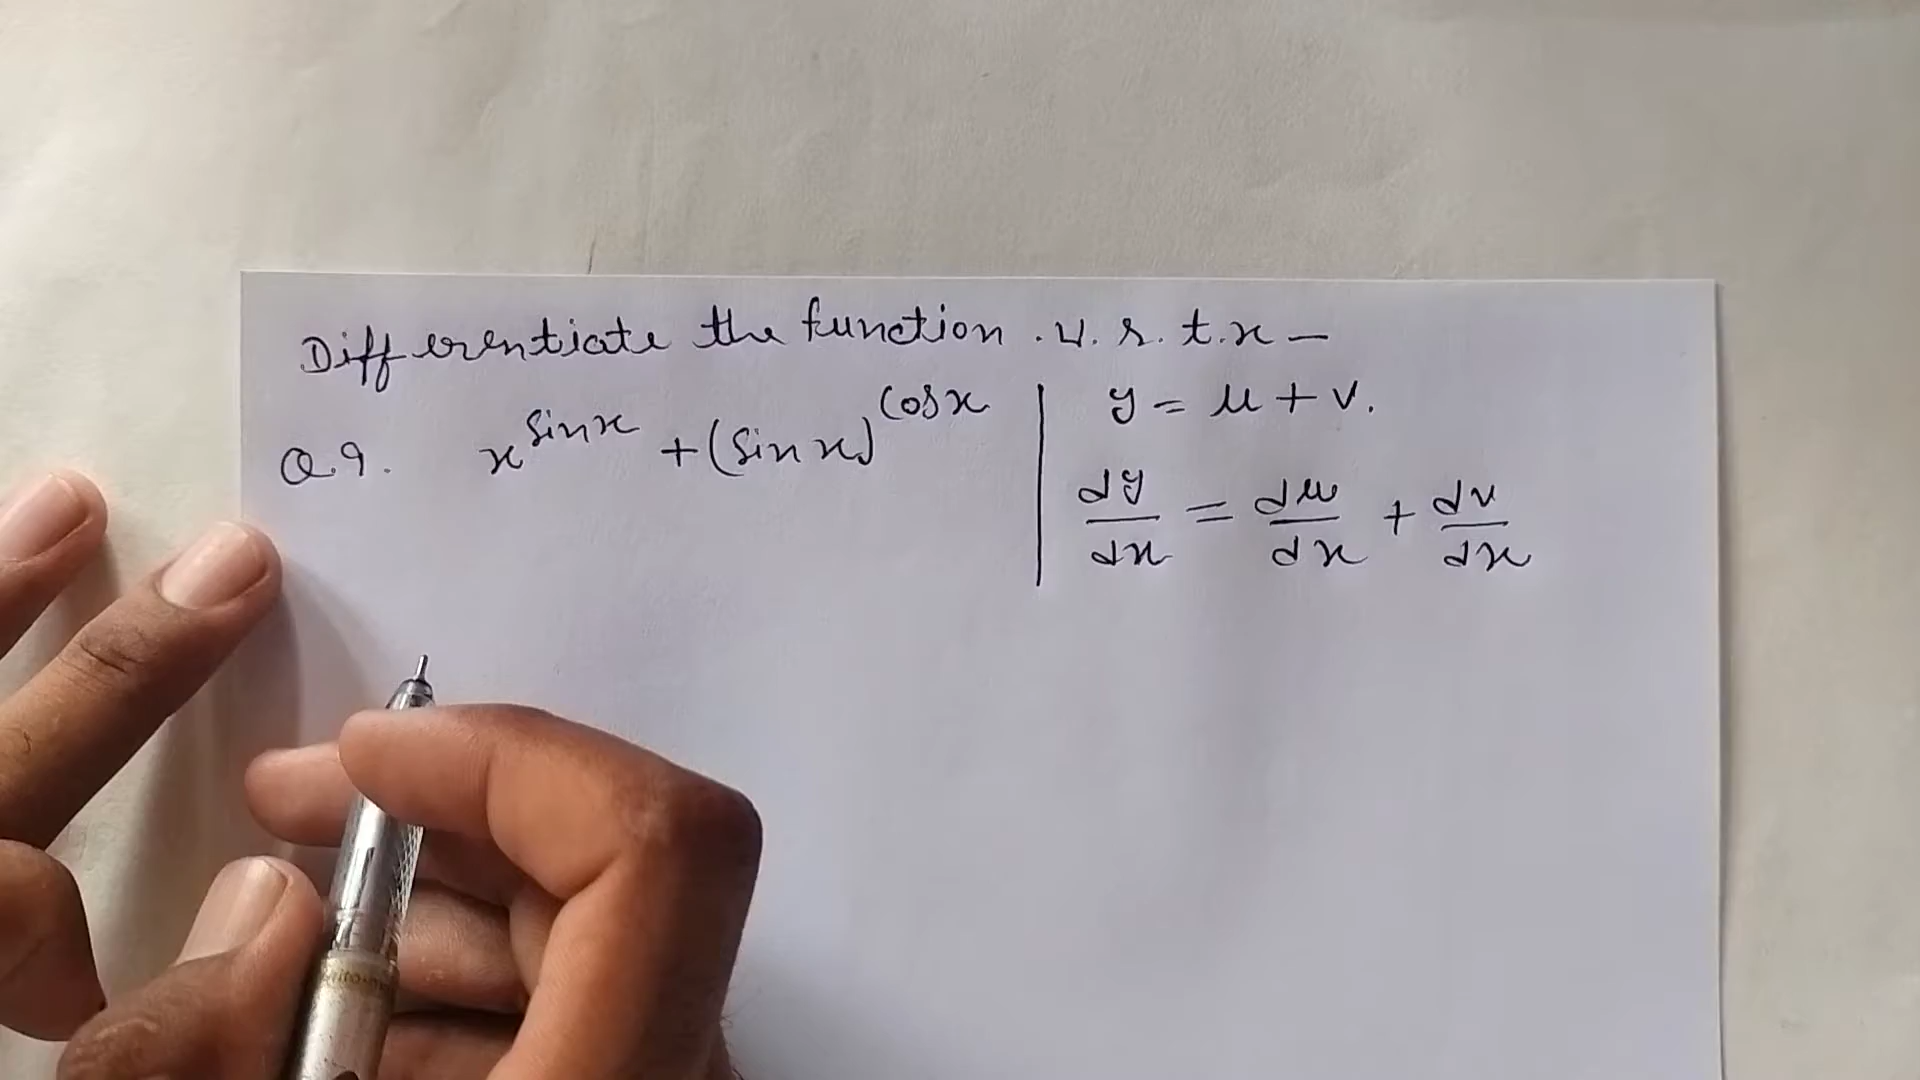 Differentiate the function .w.r.t.x –
Q.9. x^sinx + (sinx)^cosx
y = u + v.
dy/dx = du/dx + dv/dx